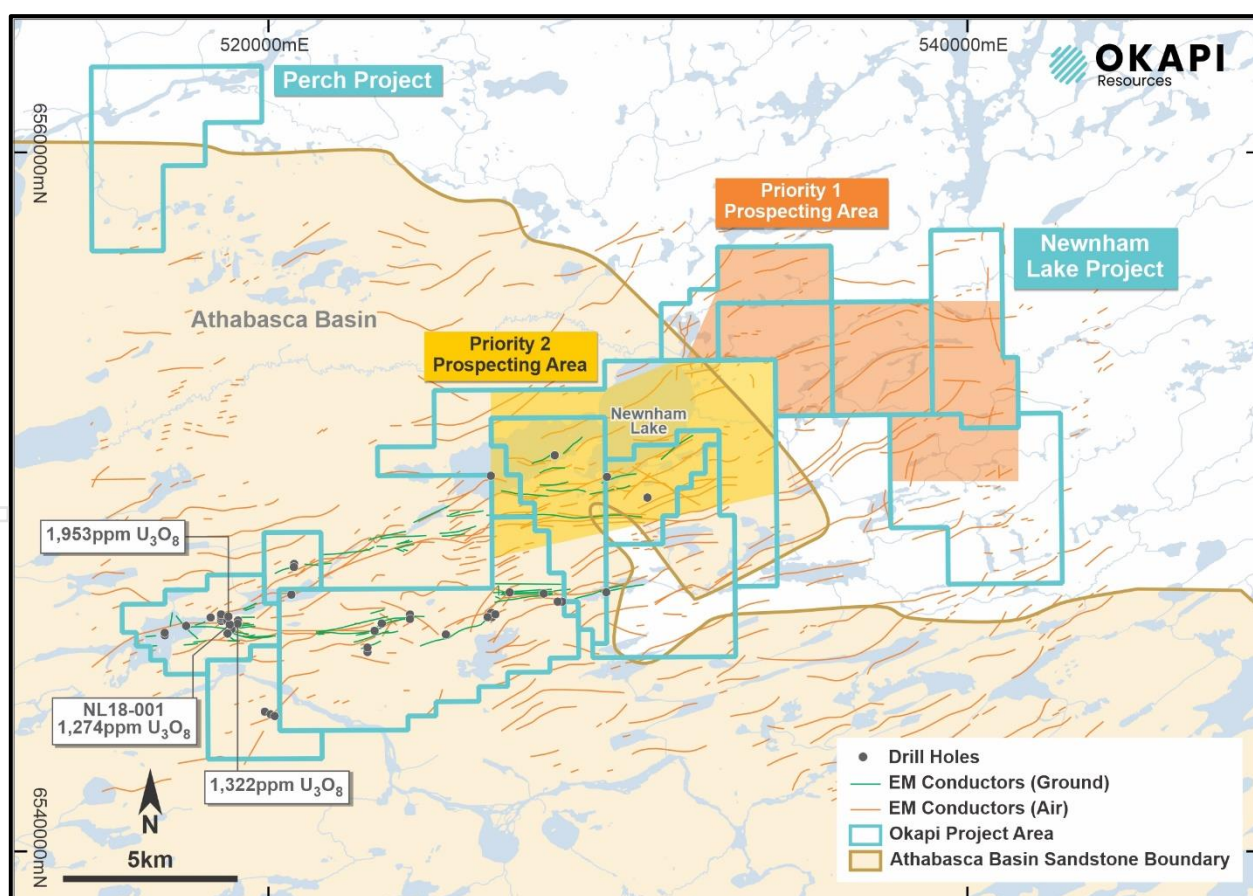 520000mE
540000mE
OKAPI
Resources
Perch Project
6560000mN
Priority 1
Prospecting Area
Newnham
Lake Project
Athabasca Basin
Priority 2
Prospecting Area
Newnham
Lake
1,953ppm U₃O₈
NL18-001
1,274ppm U₃O₈
1,322ppm U₃O₈
6540000mN
N
5km
Drill Holes
EM Conductors (Ground)
EM Conductors (Air)
Okapi Project Area
Athabasca Basin Sandstone Boundary